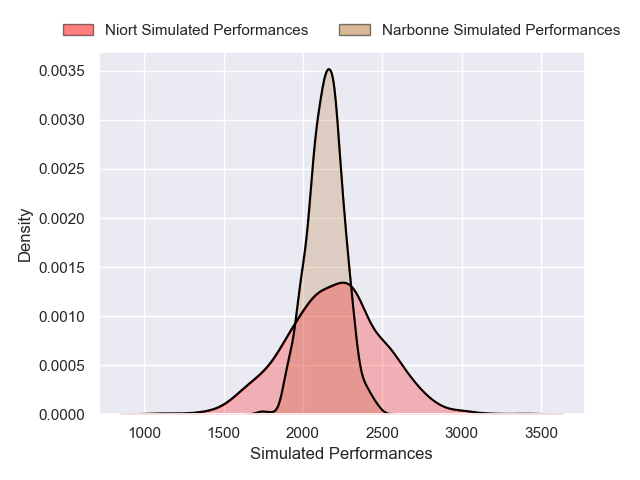 Niort Simulated Performances Narbonne Simulated Performances
0.0035
0.0030
0.0025
0.0020
0.0015
0.0010
0.0005
0.0000
Density
1000 1500 2000 2500 3000 3500
Simulated Performances